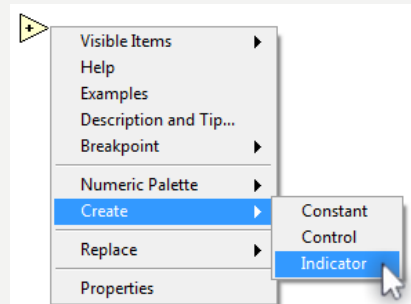 Visible Items
Help
Examples
Description and Tip...
Breakpoint
Numeric Palette
Create
Replace
Properties
Constant
Control
Indicator